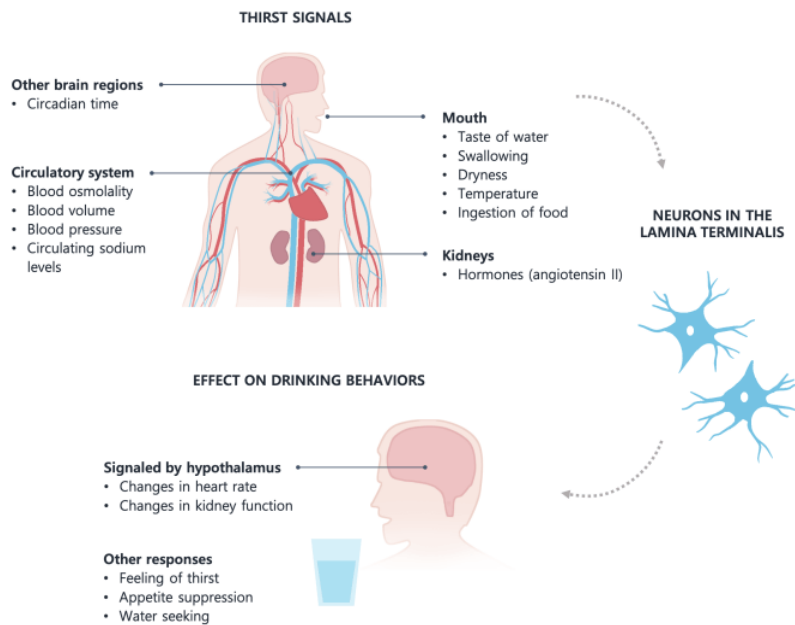 THIRST SIGNALS
Other brain regions
• Circadian time
Circulatory system
• Blood osmolality
• Blood volume
• Blood pressure
• Circulating sodium
levels
Mouth
• Taste of water
• Swallowing
• Dryness
• Temperature
• Ingestion of food
Kidneys
• Hormones (angiotensin II)
NEURONS IN THE
LAMINA TERMINALIS
EFFECT ON DRINKING BEHAVIORS
Signaled by hypothalamus
• Changes in heart rate
• Changes in kidney function
Other responses
• Feeling of thirst
• Appetite suppression
• Water seeking